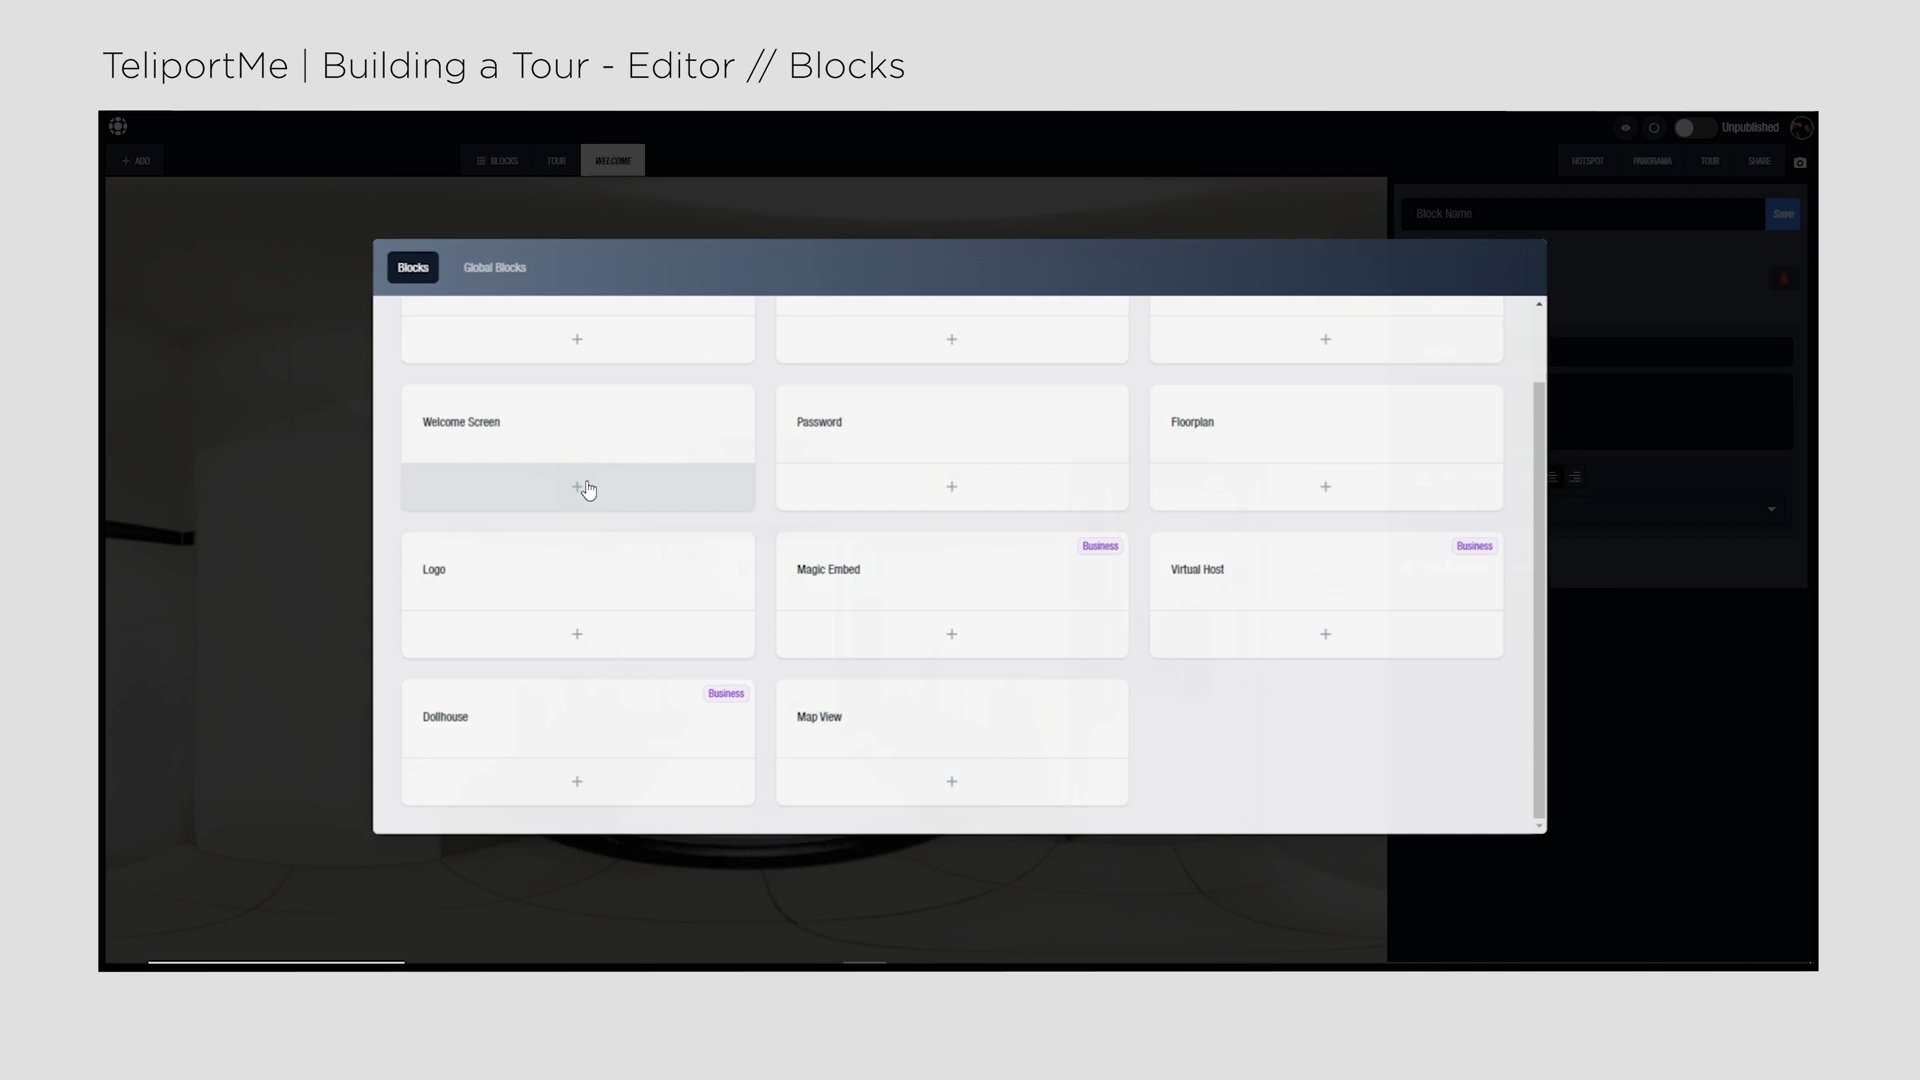 TeliportMe | Building a Tour - Editor // Blocks
Unpublished
+ ADD
BLOCKS
TOUR
WELCOME
HOTSPOT
PANORAMA
TOUR
SHARE
Block Name
Save
Blocks
Global Blocks
+
+
+
Welcome Screen
Password
Floorplan
+
+
+
Business
Business
Logo
Magic Embed
Virtual Host
+
+
+
Business
Dollhouse
Map View
+
+